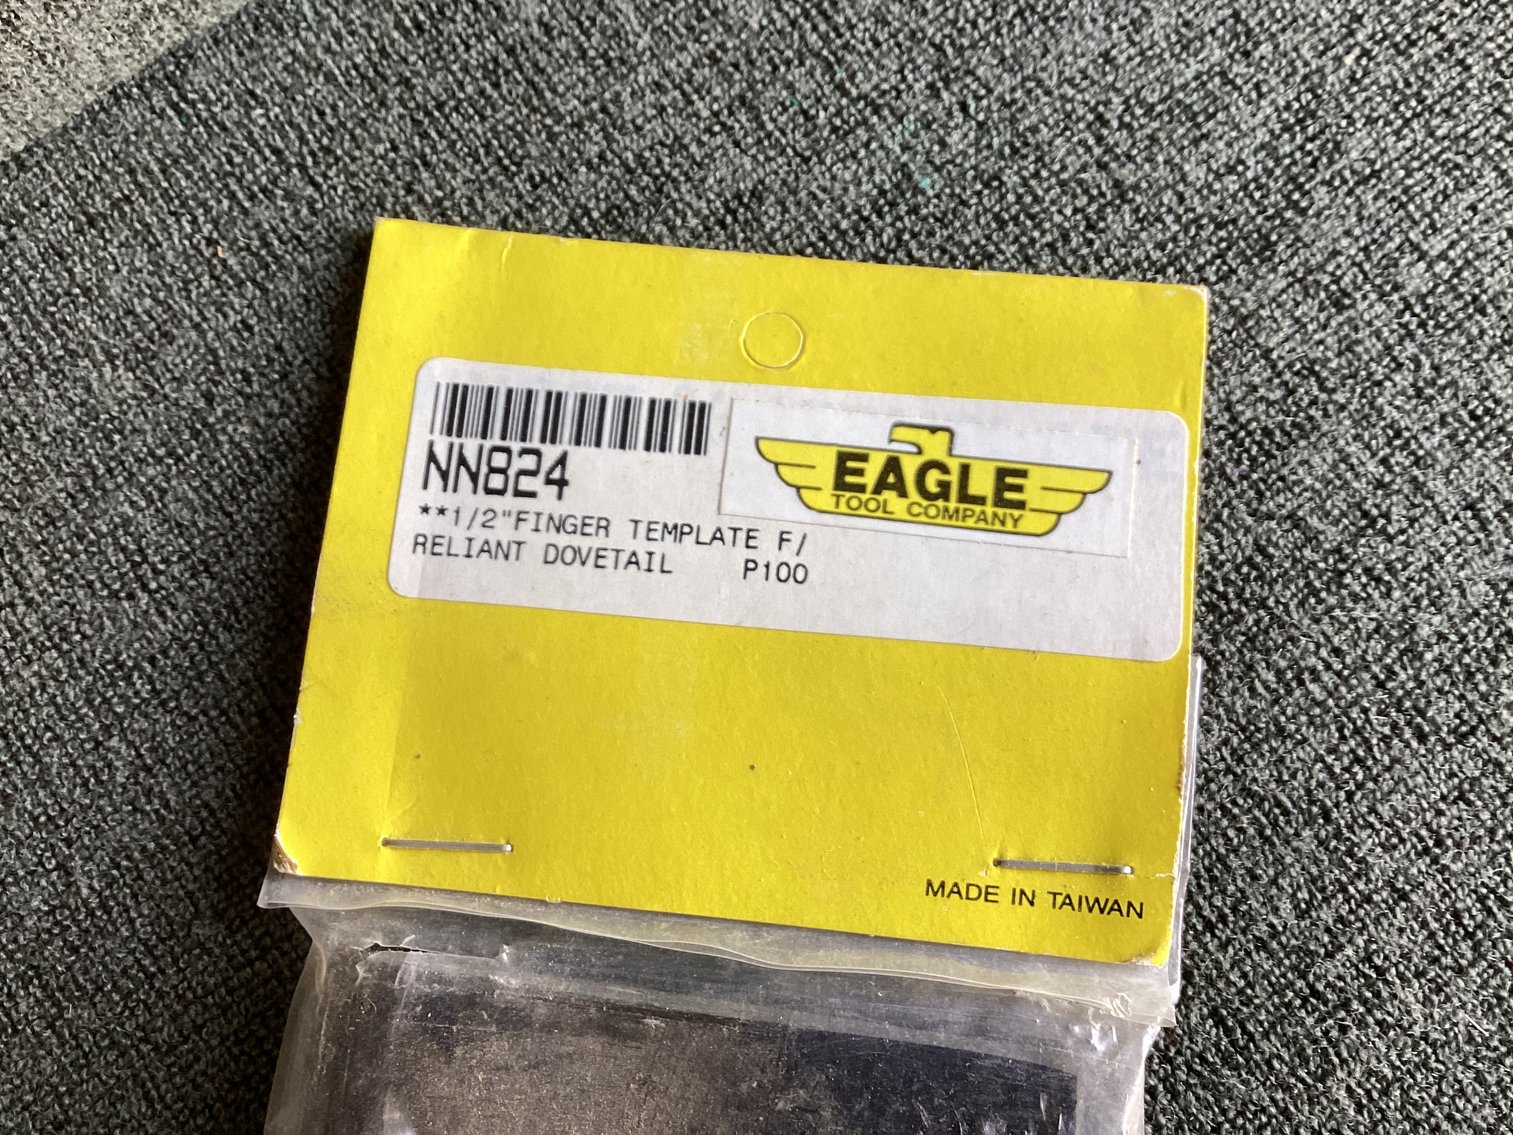 NN824
**1/2"FINGER TEMPLATE F/
RELIANT DOVETAIL P100
EAGLE
TOOL COMPANY
MADE IN TAIWAN